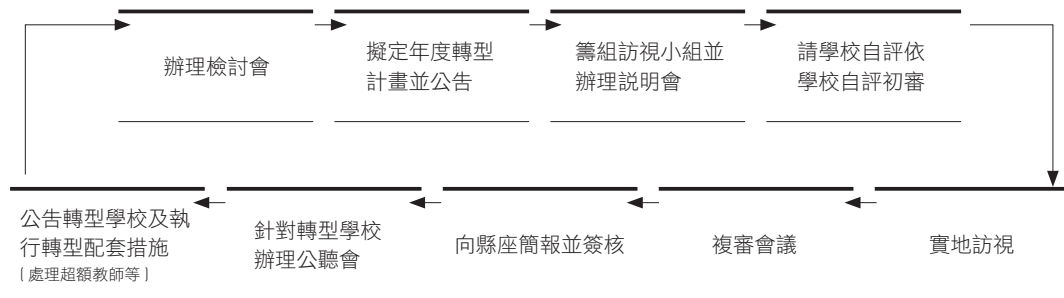 辦理檢討會
擬定年度轉型
計畫並公告
籌組訪視小組並
辦理説明會
請學校自評依
學校自評初審
公告轉型學校及執
行轉型配套措施
﹝處理超額教師等﹞
針對轉型學校
辦理公聽會
向縣座簡報並簽核
複審會議
實地訪視